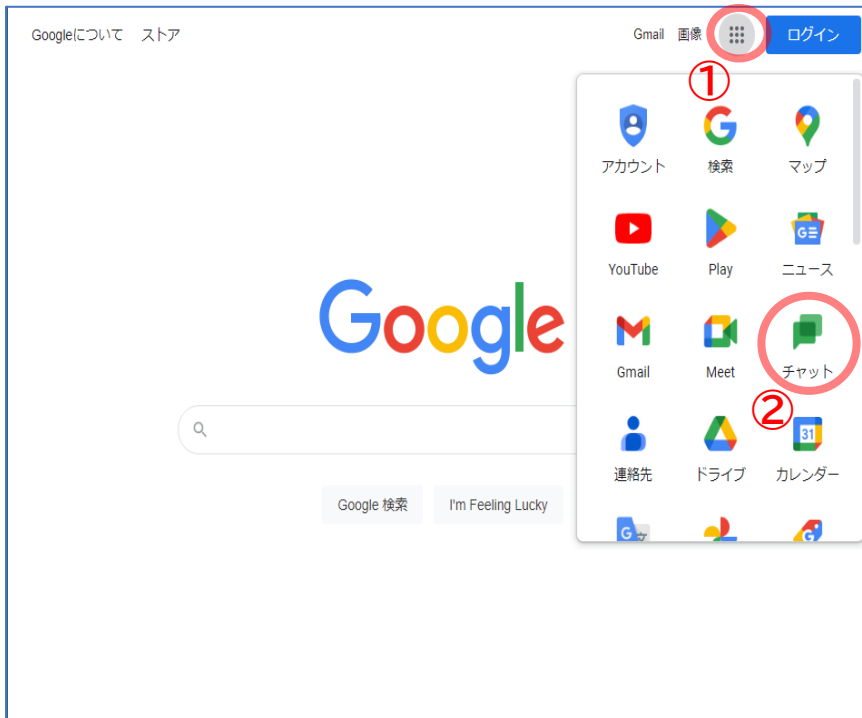 Googleについて ストア Gmail 画像 ログイン
①
アカウント 検索 マップ
YouTube Play ニュース
Google
Gmail Meet チャット
②
31
連絡先 ドライブ カレンダー
Google 検索 I'm Feeling Lucky